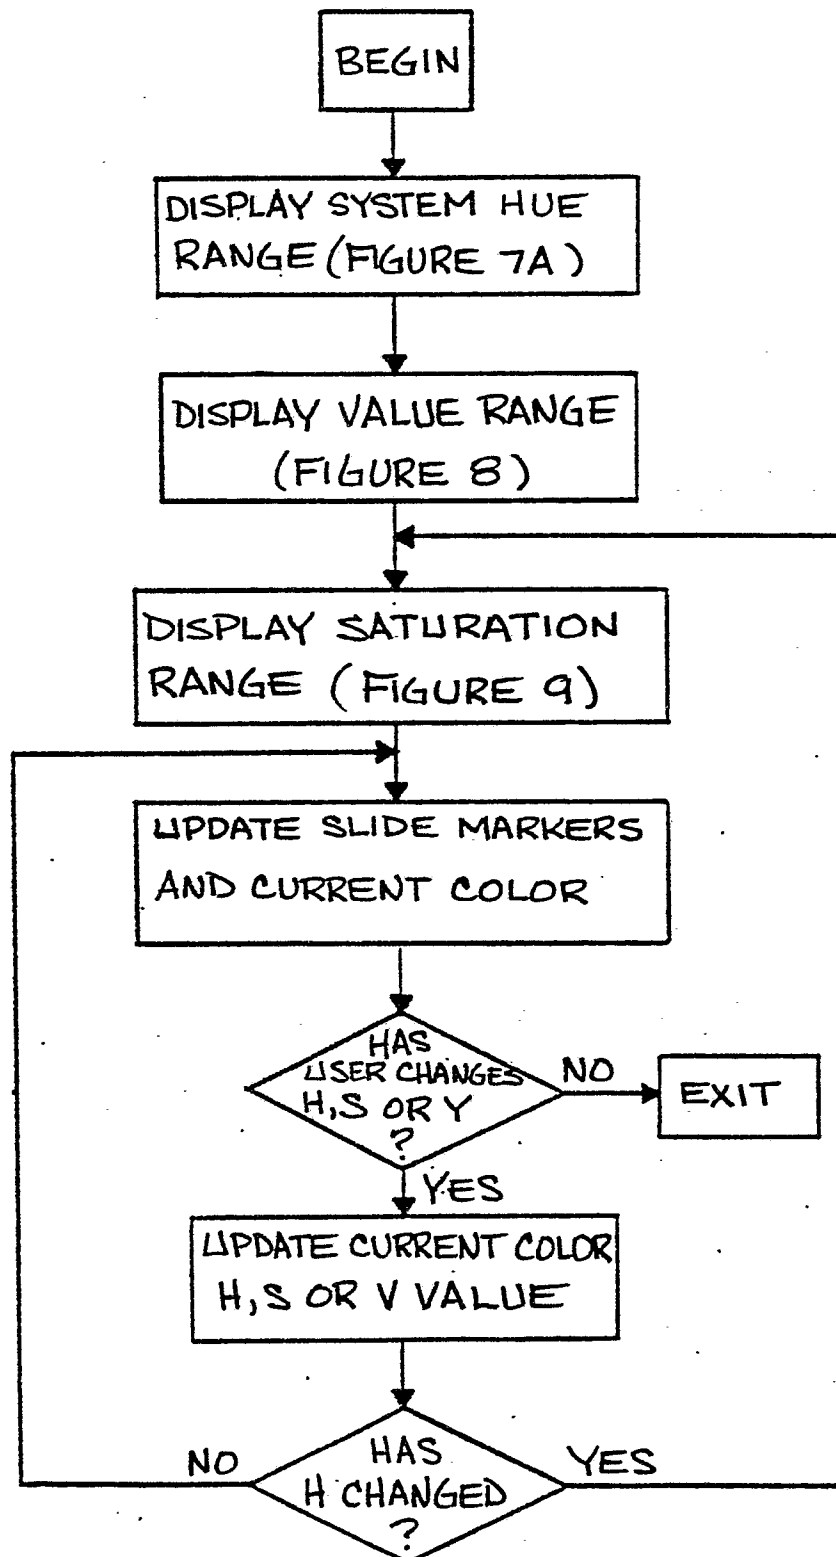 BEGIN
DISPLAY SYSTEM HUE
RANGE (FIGURE 7A)
DISPLAY VALUE RANGE
(FIGURE 8)
DISPLAY SATURATION
RANGE (FIGURE 9)
UPDATE SLIDE MARKERS
AND CURRENT COLOR
HAS
USER CHANGES
H,S OR Y
?
NO
EXIT
YES
UPDATE CURRENT COLOR
H,S OR V VALUE
NO
HAS
H CHANGED
?
YES